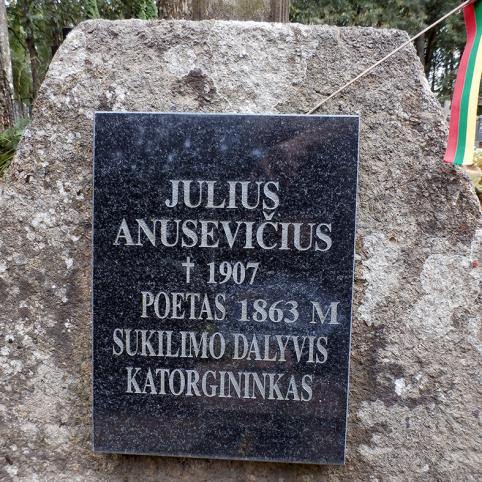 JULIUS
ANUSEVIČIUS
† 1907
POETAS 1863 M
SUKILIMO DALYVIS
KATORGININKAS